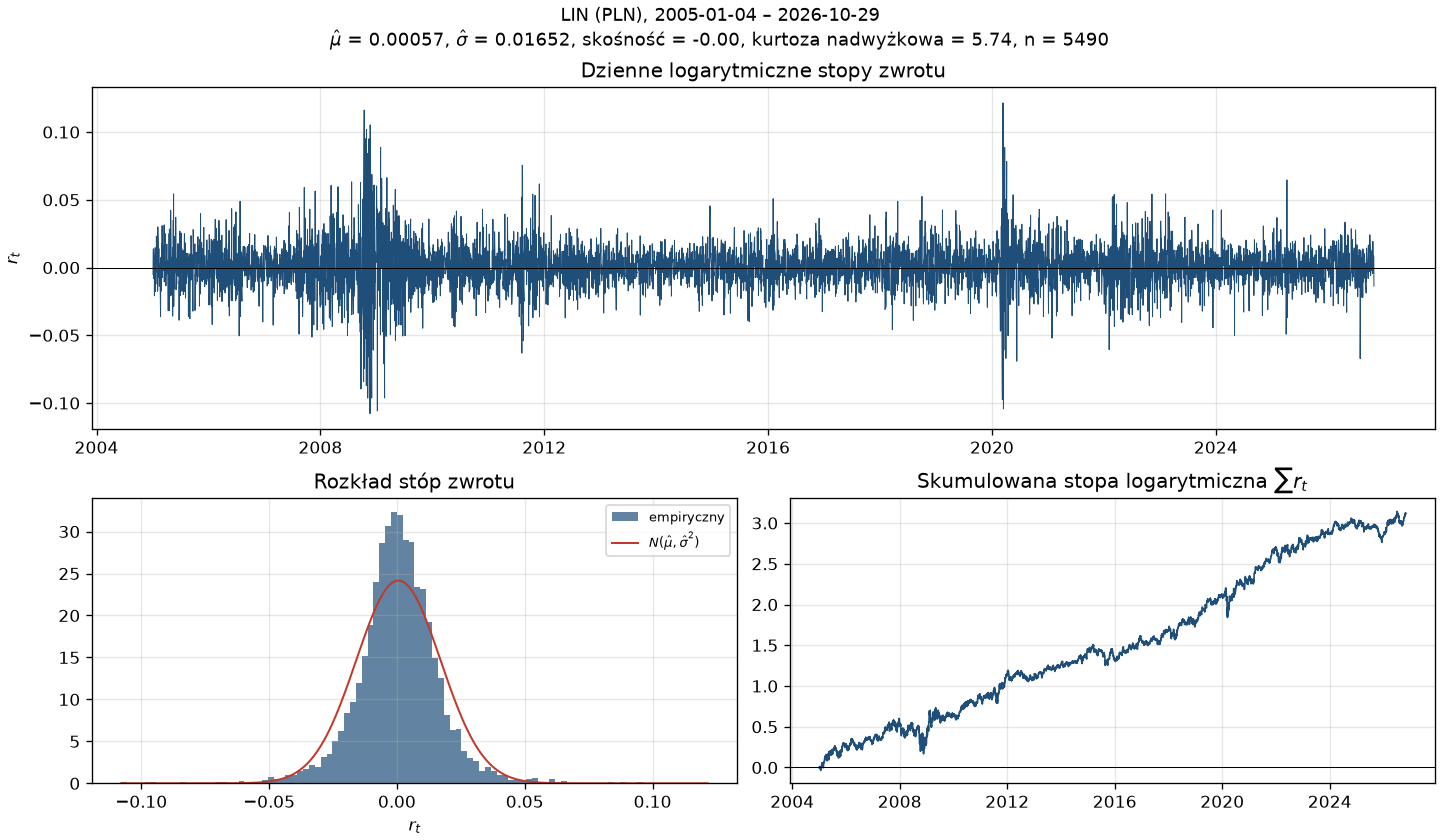 LIN (PLN), 2005-01-04 – 2026-10-29
μ̂ = 0.00057, σ̂ = 0.01652, skośność = -0.00, kurtoza nadwyżkowa = 5.74, n = 5490
Dzienne logarytmiczne stopy zwrotu
0.10
0.05
0.00
−0.05
−0.10
r_t
2004 2008 2012 2016 2020 2024
Rozkład stóp zwrotu
30
25
20
15
10
5
0
empiryczny
N(μ̂, σ̂²)
−0.10 −0.05 0.00 0.05 0.10
r_t
Skumulowana stopa logarytmiczna ∑r_t
3.0
2.5
2.0
1.5
1.0
0.5
0.0
2004 2008 2012 2016 2020 2024